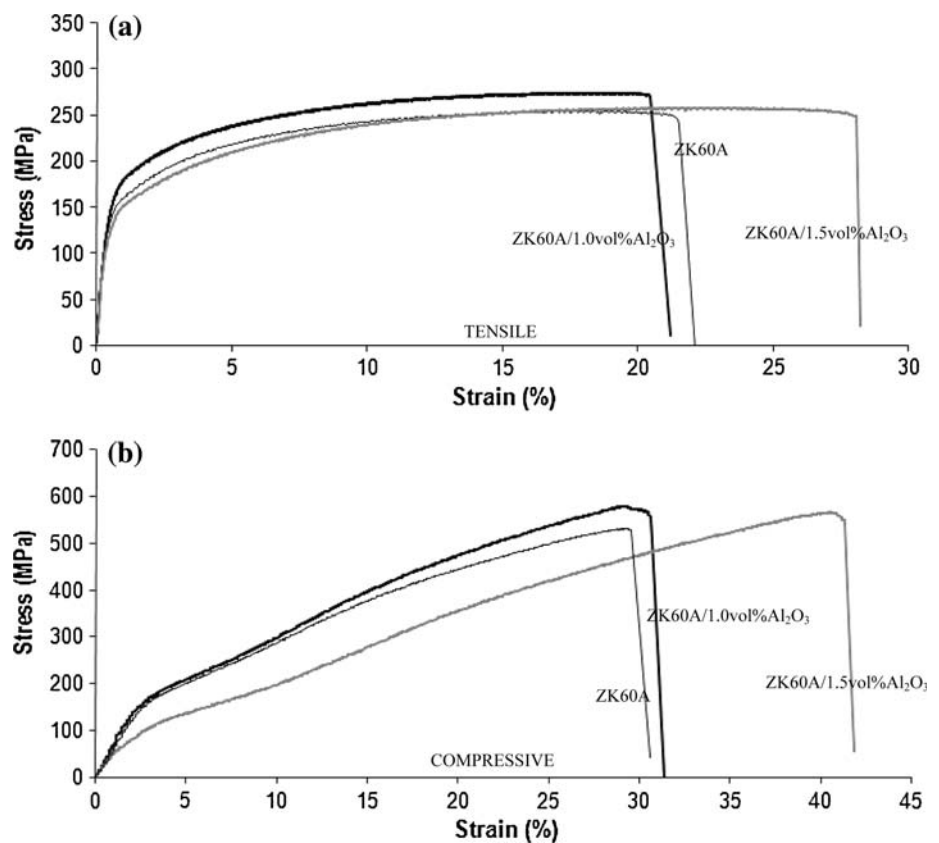 (a)
350
300
250
200
150
100
50
0
Stress (MPa)
ZK60A
ZK60A/1.0vol%Al₂O₃
ZK60A/1.5vol%Al₂O₃
TENSILE
0 5 10 15 20 25 30
Strain (%)
(b)
700
600
500
400
300
200
100
0
Stress (MPa)
ZK60A/1.0vol%Al₂O₃
ZK60A
ZK60A/1.5vol%Al₂O₃
COMPRESSIVE
0 5 10 15 20 25 30 35 40 45
Strain (%)